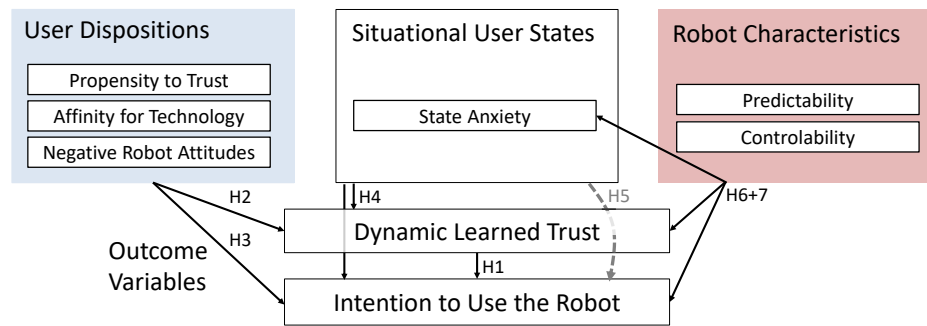 User Dispositions
Propensity to Trust
Affinity for Technology
Negative Robot Attitudes
Situational User States
State Anxiety
Robot Characteristics
Predictability
Controlability
H2
H3
H4
H5
H6+7
Dynamic Learned Trust
H1
Outcome
Variables
Intention to Use the Robot